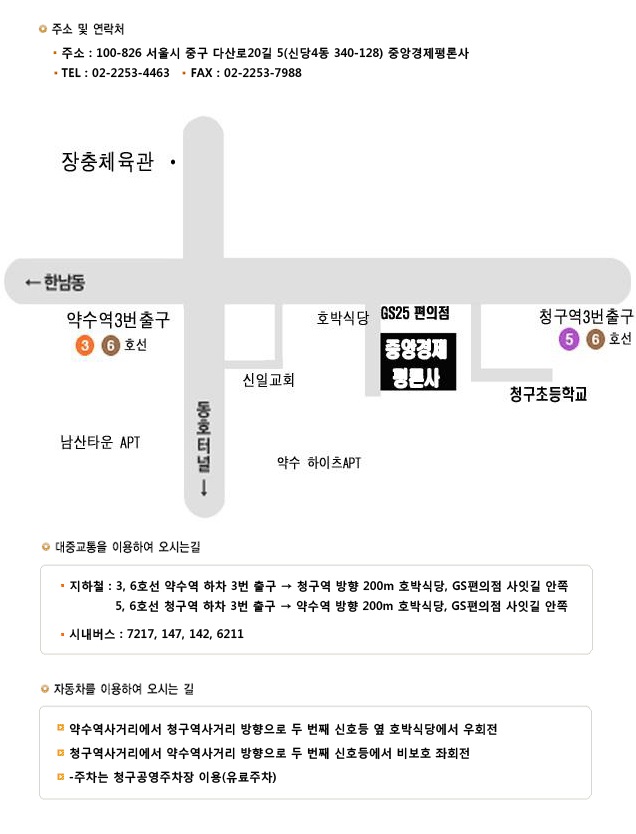 주소 및 연락처
주소 : 100-826 서울시 중구 다산로20길 5(신당4동 340-128) 중앙경제평론사
TEL : 02-2253-4463 FAX : 02-2253-7988
장충체육관
← 한남동
약수역3번출구
3 6 호선
호박식당
GS25 편의점
중앙경제
평론사
청구역3번출구
5 6 호선
신일교회
청구초등학교
동호터널
↓
남산타운 APT
약수 하이츠APT
대중교통을 이용하여 오시는길
지하철 : 3, 6호선 약수역 하차 3번 출구 → 청구역 방향 200m 호박식당, GS편의점 사잇길 안쪽
5, 6호선 청구역 하차 3번 출구 → 약수역 방향 200m 호박식당, GS편의점 사잇길 안쪽
시내버스 : 7217, 147, 142, 6211
자동차를 이용하여 오시는 길
약수역사거리에서 청구역사거리 방향으로 두 번째 신호등 옆 호박식당에서 우회전
청구역사거리에서 약수역사거리 방향으로 두 번째 신호등에서 비보호 좌회전
-주차는 청구공영주차장 이용(유료주차)